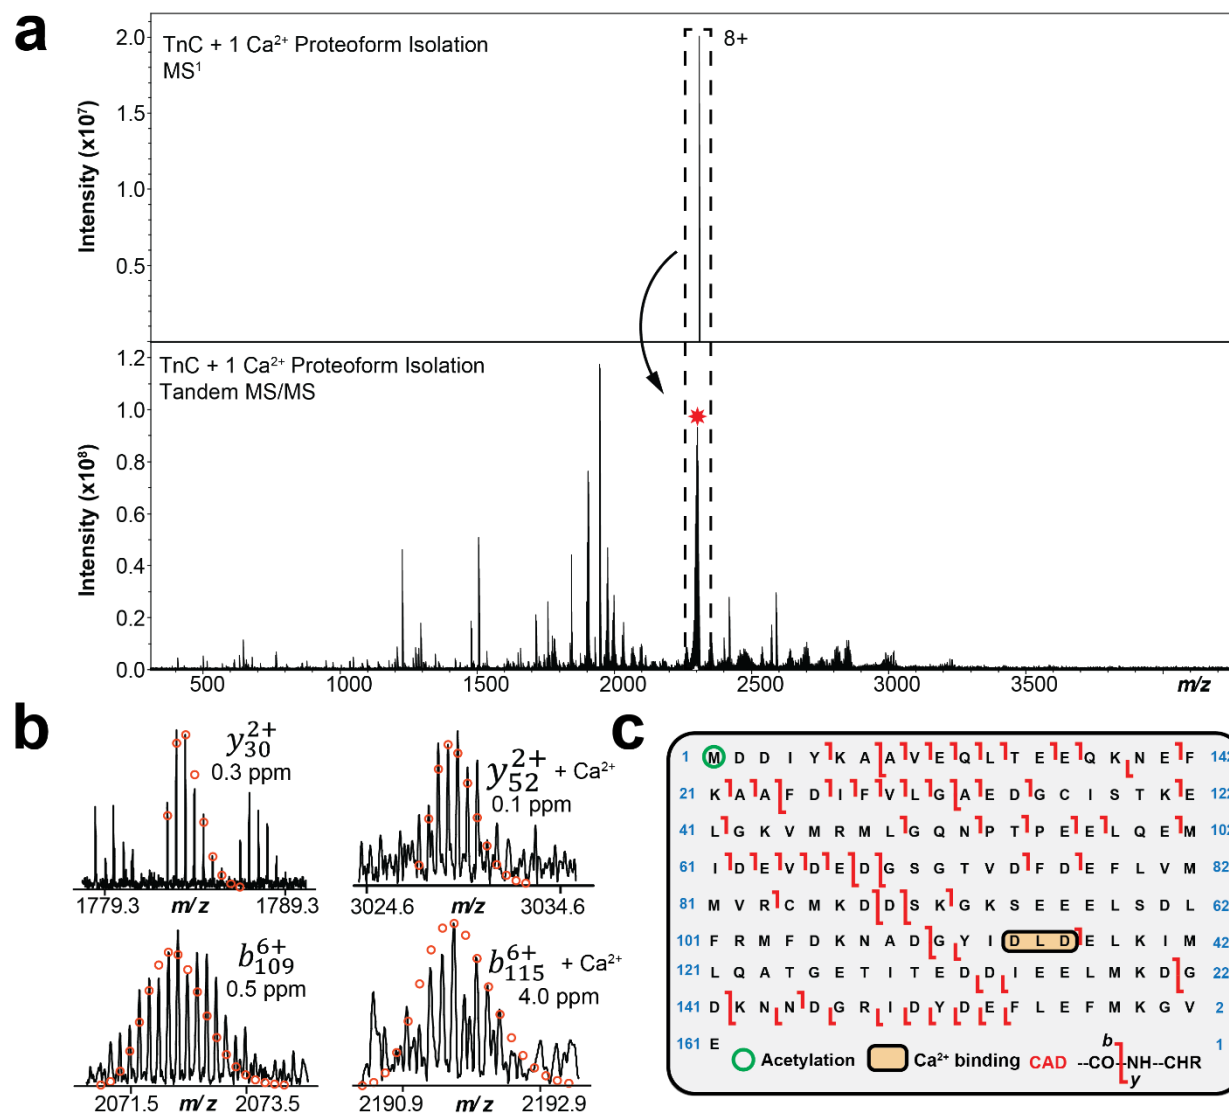 a
TnC + 1 Ca²⁺ Proteoform Isolation
MS¹
8+
2.0
1.5
1.0
0.5
Intensity (x10⁷)
TnC + 1 Ca²⁺ Proteoform Isolation
Tandem MS/MS
1.2
1.0
0.8
0.6
0.4
0.2
0.0
Intensity (x10⁸)
500 1000 1500 2000 2500 3000 3500 m/z
b
y₃₀²⁺
0.3 ppm
1779.3 m/z 1789.3
y₅₂²⁺ + Ca²⁺
0.1 ppm
3024.6 m/z 3034.6
b₁₀₉⁶⁺
0.5 ppm
2071.5 m/z 2073.5
b₁₁₅⁶⁺ + Ca²⁺
4.0 ppm
2190.9 m/z 2192.9
c
1 M D D I Y K A A V E Q L T E E Q K N E F 142
21 K A A F D I F V L G A E D G C I S T K E 122
41 L G K V M R M L G Q N P T P E E L Q E M 102
61 I D E V D E D G S G T V D F D E F L V M 82
81 M V R C M K D D S K G K S E E E L S D L 62
101 F R M F D K N A D G Y I D L D E L K I M 42
121 L Q A T G E T I T E D D I E E L M K D G 22
141 D K N N D G R I D Y D E F L E F M K G V 2
161 E 1
Acetylation Ca²⁺ binding CAD --CO--NH--CHR
b
y